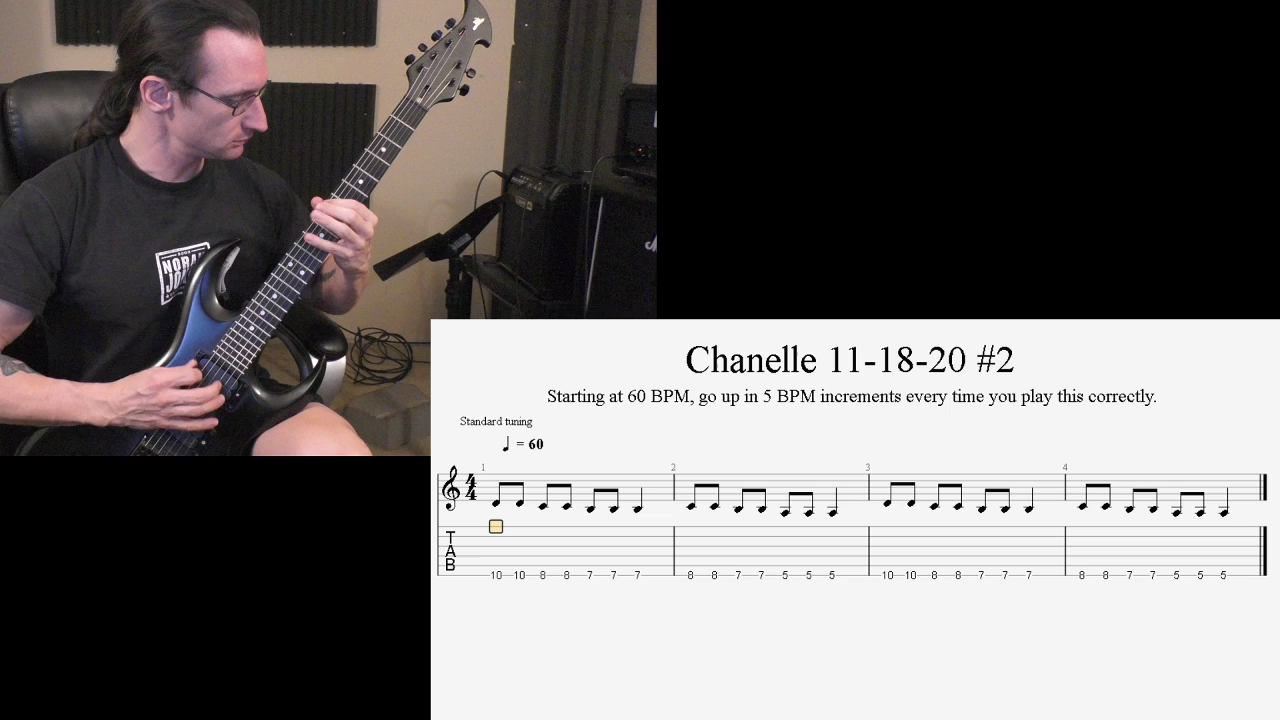 Chanelle 11-18-20 #2
Starting at 60 BPM, go up in 5 BPM increments every time you play this correctly.
Standard tuning
♩ = 60
1 2 3 4
4
4
T
A
B
10 10 8 8 7 7 7 8 8 7 7 5 5 5 10 10 8 8 7 7 7 8 8 7 7 5 5 5